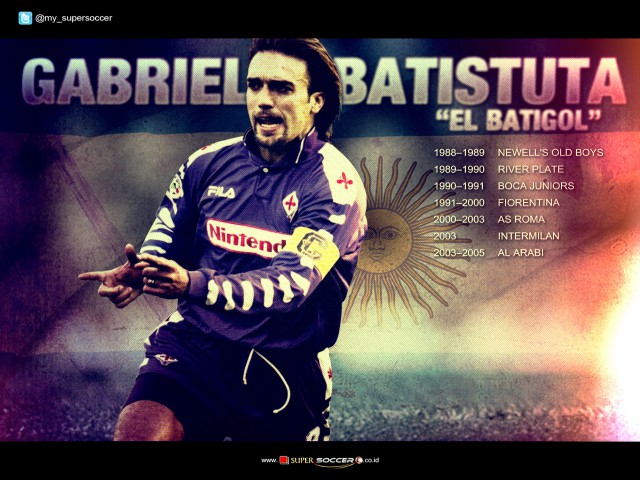 @my_supersoccer
GABRIEL BATISTUTA
"EL BATIGOL"
1988–1989 NEWELL'S OLD BOYS
1989–1990 RIVER PLATE
1990–1991 BOCA JUNIORS
1991–2000 FIORENTINA
2000–2003 AS ROMA
2003 INTERMILAN
2003–2005 AL ARABI
FILA
Nintend
www. SUPER SOCCER .co.id